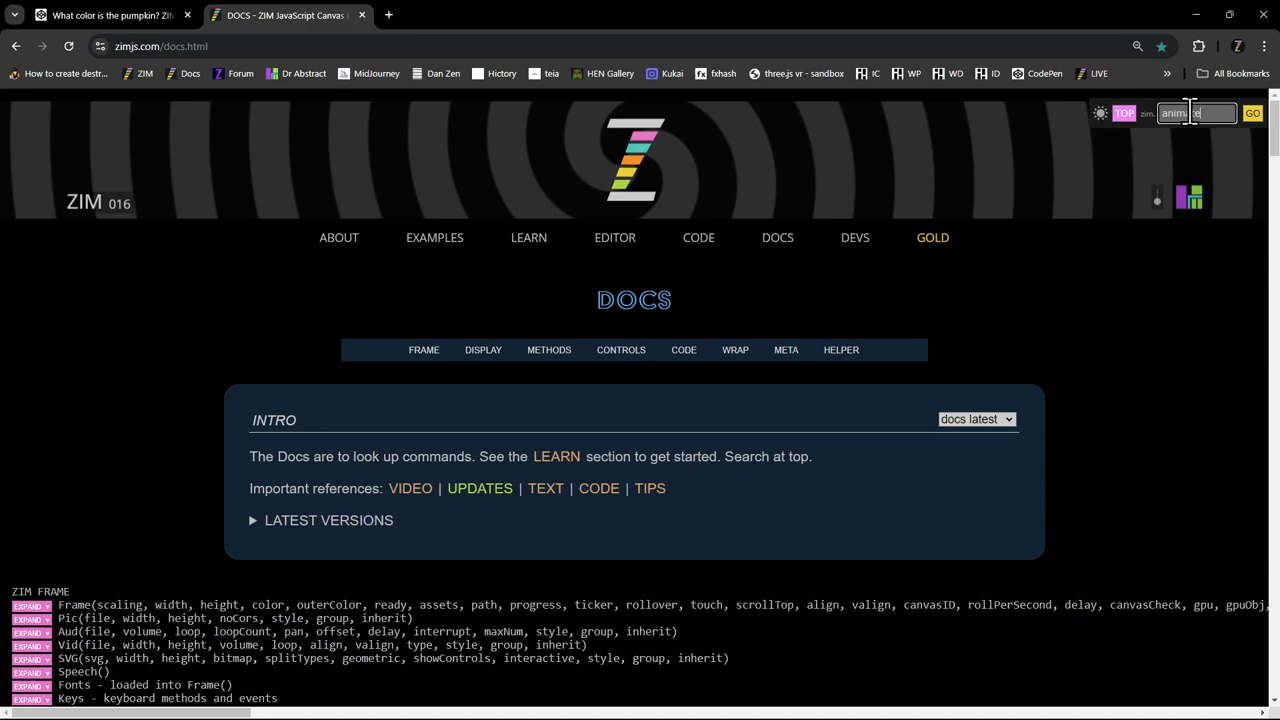 What color is the pumpkin? ZIM
DOCS - ZIM JavaScript Canvas
zimjs.com/docs.html
How to create destr...
ZIM
Docs
Forum
Dr Abstract
MidJourney
Dan Zen
Hictory
teia
HEN Gallery
Kukai
fxhash
three.js vr - sandbox
IC
WP
WD
ID
CodePen
LIVE
All Bookmarks
TOP zim. animate GO
ZIM 016
ABOUT EXAMPLES LEARN EDITOR CODE DOCS DEVS GOLD
DOCS
FRAME DISPLAY METHODS CONTROLS CODE WRAP META HELPER
INTRO
docs latest
The Docs are to look up commands. See the LEARN section to get started. Search at top.
Important references: VIDEO | UPDATES | TEXT | CODE | TIPS
LATEST VERSIONS
ZIM FRAME
EXPAND Frame(scaling, width, height, color, outerColor, ready, assets, path, progress, ticker, rollover, touch, scrollTop, align, valign, canvasID, rollPerSecond, delay, canvasCheck, gpu, gpuObj,
EXPAND Pic(file, width, height, noCors, style, group, inherit)
EXPAND Aud(file, volume, loop, loopCount, pan, offset, delay, interrupt, maxNum, style, group, inherit)
EXPAND Vid(file, width, height, volume, loop, align, valign, type, style, group, inherit)
EXPAND SVG(svg, width, height, bitmap, splitTypes, geometric, showControls, interactive, style, group, inherit)
EXPAND Speech()
EXPAND Fonts - loaded into Frame()
EXPAND Keys - keyboard methods and events